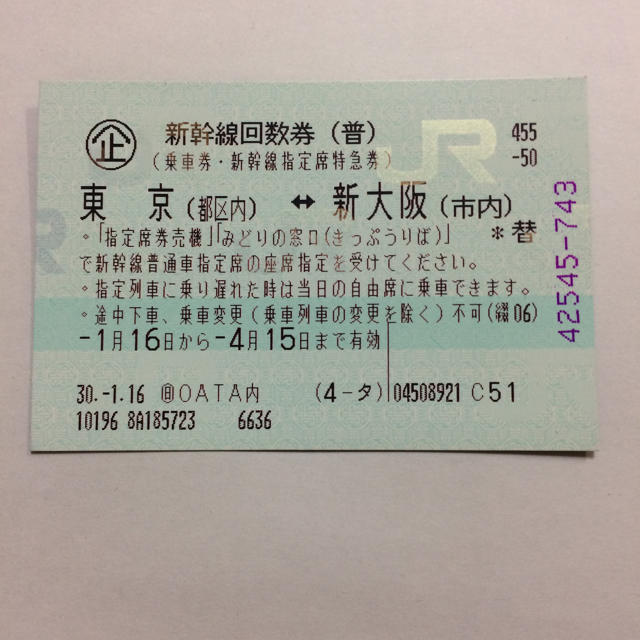 企 新幹線回数券(普) 455
(乗車券・新幹線指定席特急券) -50
JR
東 京(都区内) ↔ 新大阪(市内)
*替
・「指定席券売機」「みどりの窓口(きっぷうりば)」
で新幹線普通車指定席の座席指定を受けてください。
・指定列車に乗り遅れた時は当日の自由席に乗車できます。
・途中下車、乗車変更(乗車列車の変更を除く)不可(綴06)
-1月16日から-4月15日まで有効
30.-1.16 OATA内 (4-タ) 04508921 C51
10196 8A185723 6636
42545-743